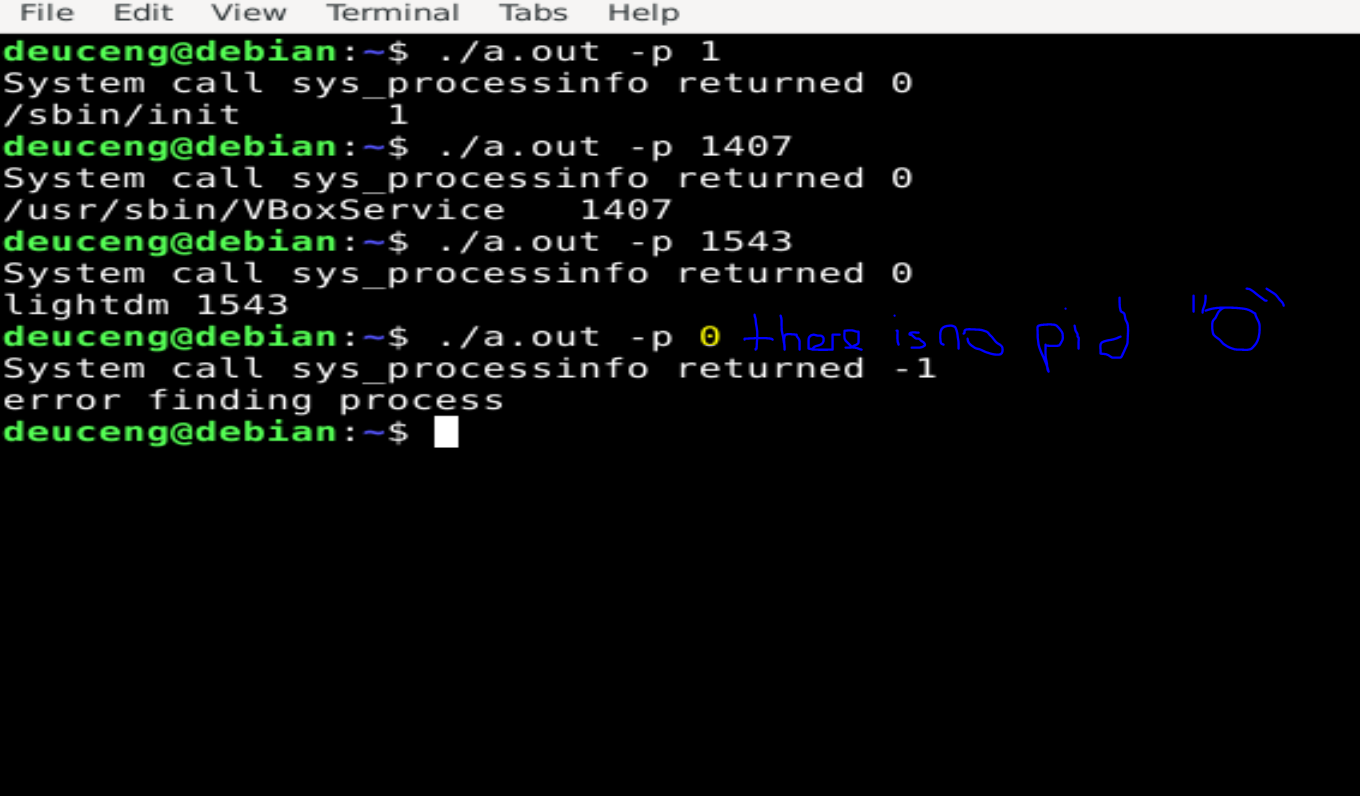 File Edit View Terminal Tabs Help
deuceng@debian:~$ ./a.out -p 1
System call sys_processinfo returned 0
/sbin/init 1
deuceng@debian:~$ ./a.out -p 1407
System call sys_processinfo returned 0
/usr/sbin/VBoxService 1407
deuceng@debian:~$ ./a.out -p 1543
System call sys_processinfo returned 0
lightdm 1543
deuceng@debian:~$ ./a.out -p 0 there is no pid "0"
System call sys_processinfo returned -1
error finding process
deuceng@debian:~$